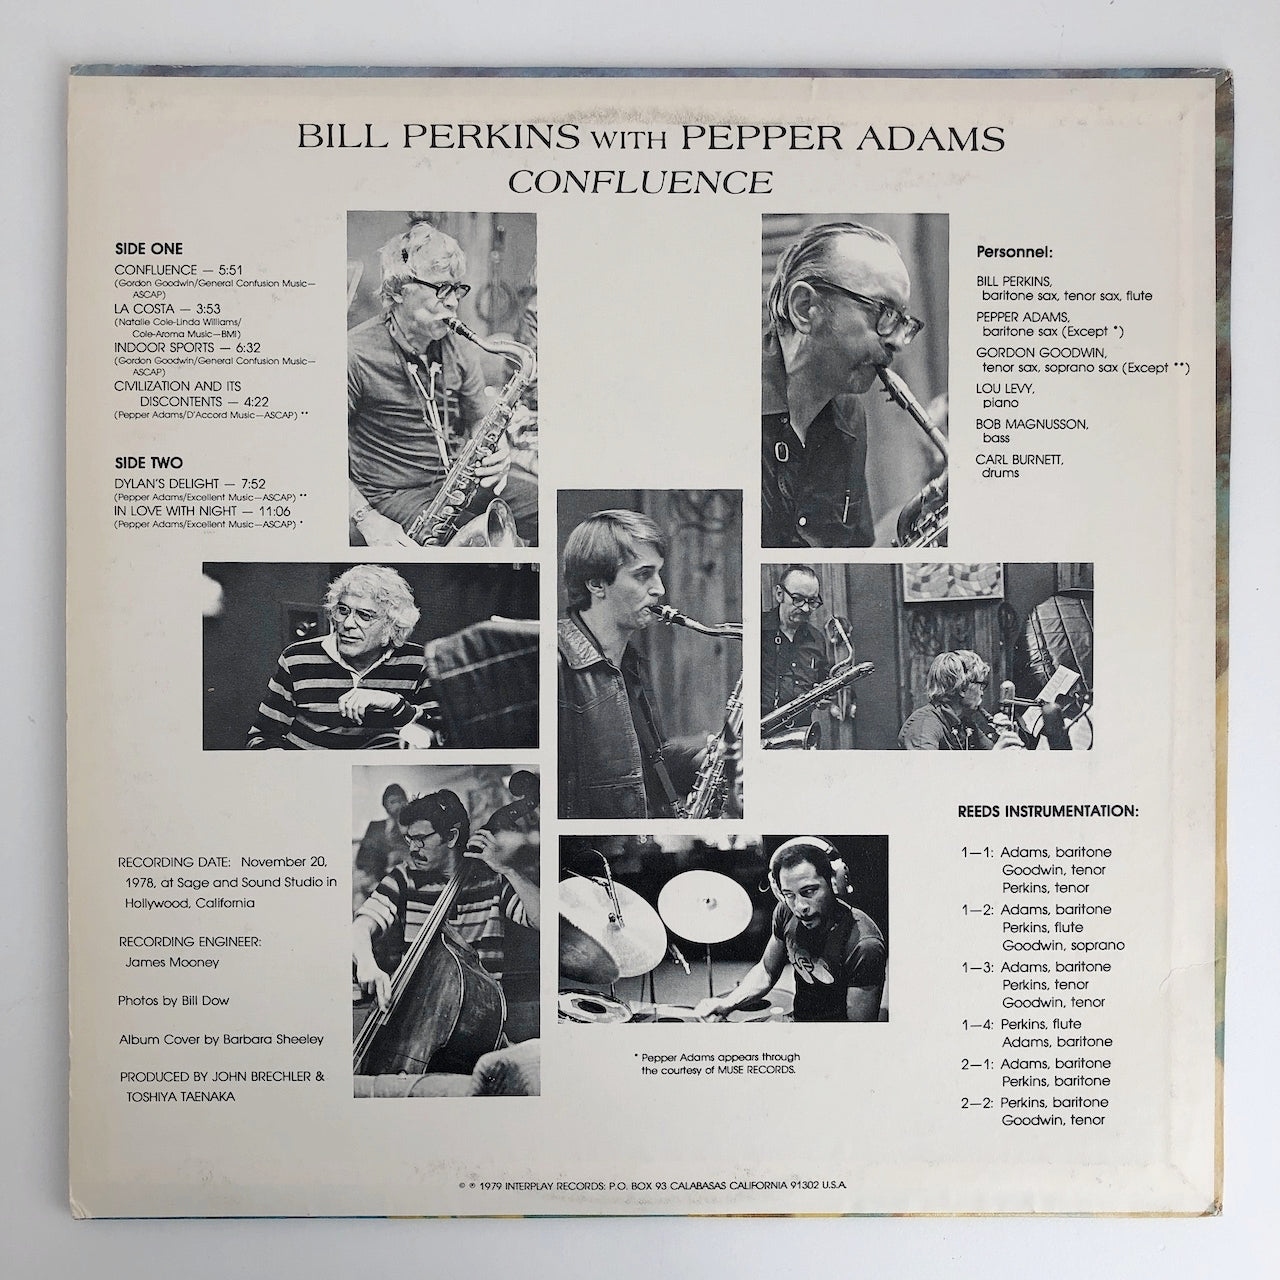 BILL PERKINS WITH PEPPER ADAMS
CONFLUENCE
SIDE ONE
CONFLUENCE — 5:51
(Gordon Goodwin/General Confusion Music—
ASCAP)
LA COSTA — 3:53
(Natalie Cole-Linda Williams/
Cole-Aroma Music—BMI)
INDOOR SPORTS — 6:32
(Gordon Goodwin/General Confusion Music—
ASCAP)
CIVILIZATION AND ITS
DISCONTENTS — 4:22
(Pepper Adams/D'Accord Music—ASCAP) **
SIDE TWO
DYLAN'S DELIGHT — 7:52
(Pepper Adams/Excellent Music—ASCAP) **
IN LOVE WITH NIGHT — 11:06
(Pepper Adams/Excellent Music—ASCAP) *
Personnel:
BILL PERKINS,
baritone sax, tenor sax, flute
PEPPER ADAMS,
baritone sax (Except *)
GORDON GOODWIN,
tenor sax, soprano sax (Except **)
LOU LEVY,
piano
BOB MAGNUSSON,
bass
CARL BURNETT,
drums
RECORDING DATE: November 20,
1978, at Sage and Sound Studio in
Hollywood, California
RECORDING ENGINEER:
James Mooney
Photos by Bill Dow
Album Cover by Barbara Sheeley
PRODUCED BY JOHN BRECHLER &
TOSHIYA TAENAKA
* Pepper Adams appears through
the courtesy of MUSE RECORDS.
REEDS INSTRUMENTATION:
1—1: Adams, baritone
Goodwin, tenor
Perkins, tenor
1—2: Adams, baritone
Perkins, flute
Goodwin, soprano
1—3: Adams, baritone
Perkins, tenor
Goodwin, tenor
1—4: Perkins, flute
Adams, baritone
2—1: Adams, baritone
Perkins, baritone
2—2: Perkins, baritone
Goodwin, tenor
© ℗ 1979 INTERPLAY RECORDS: P.O. BOX 93 CALABASAS CALIFORNIA 91302 U.S.A.